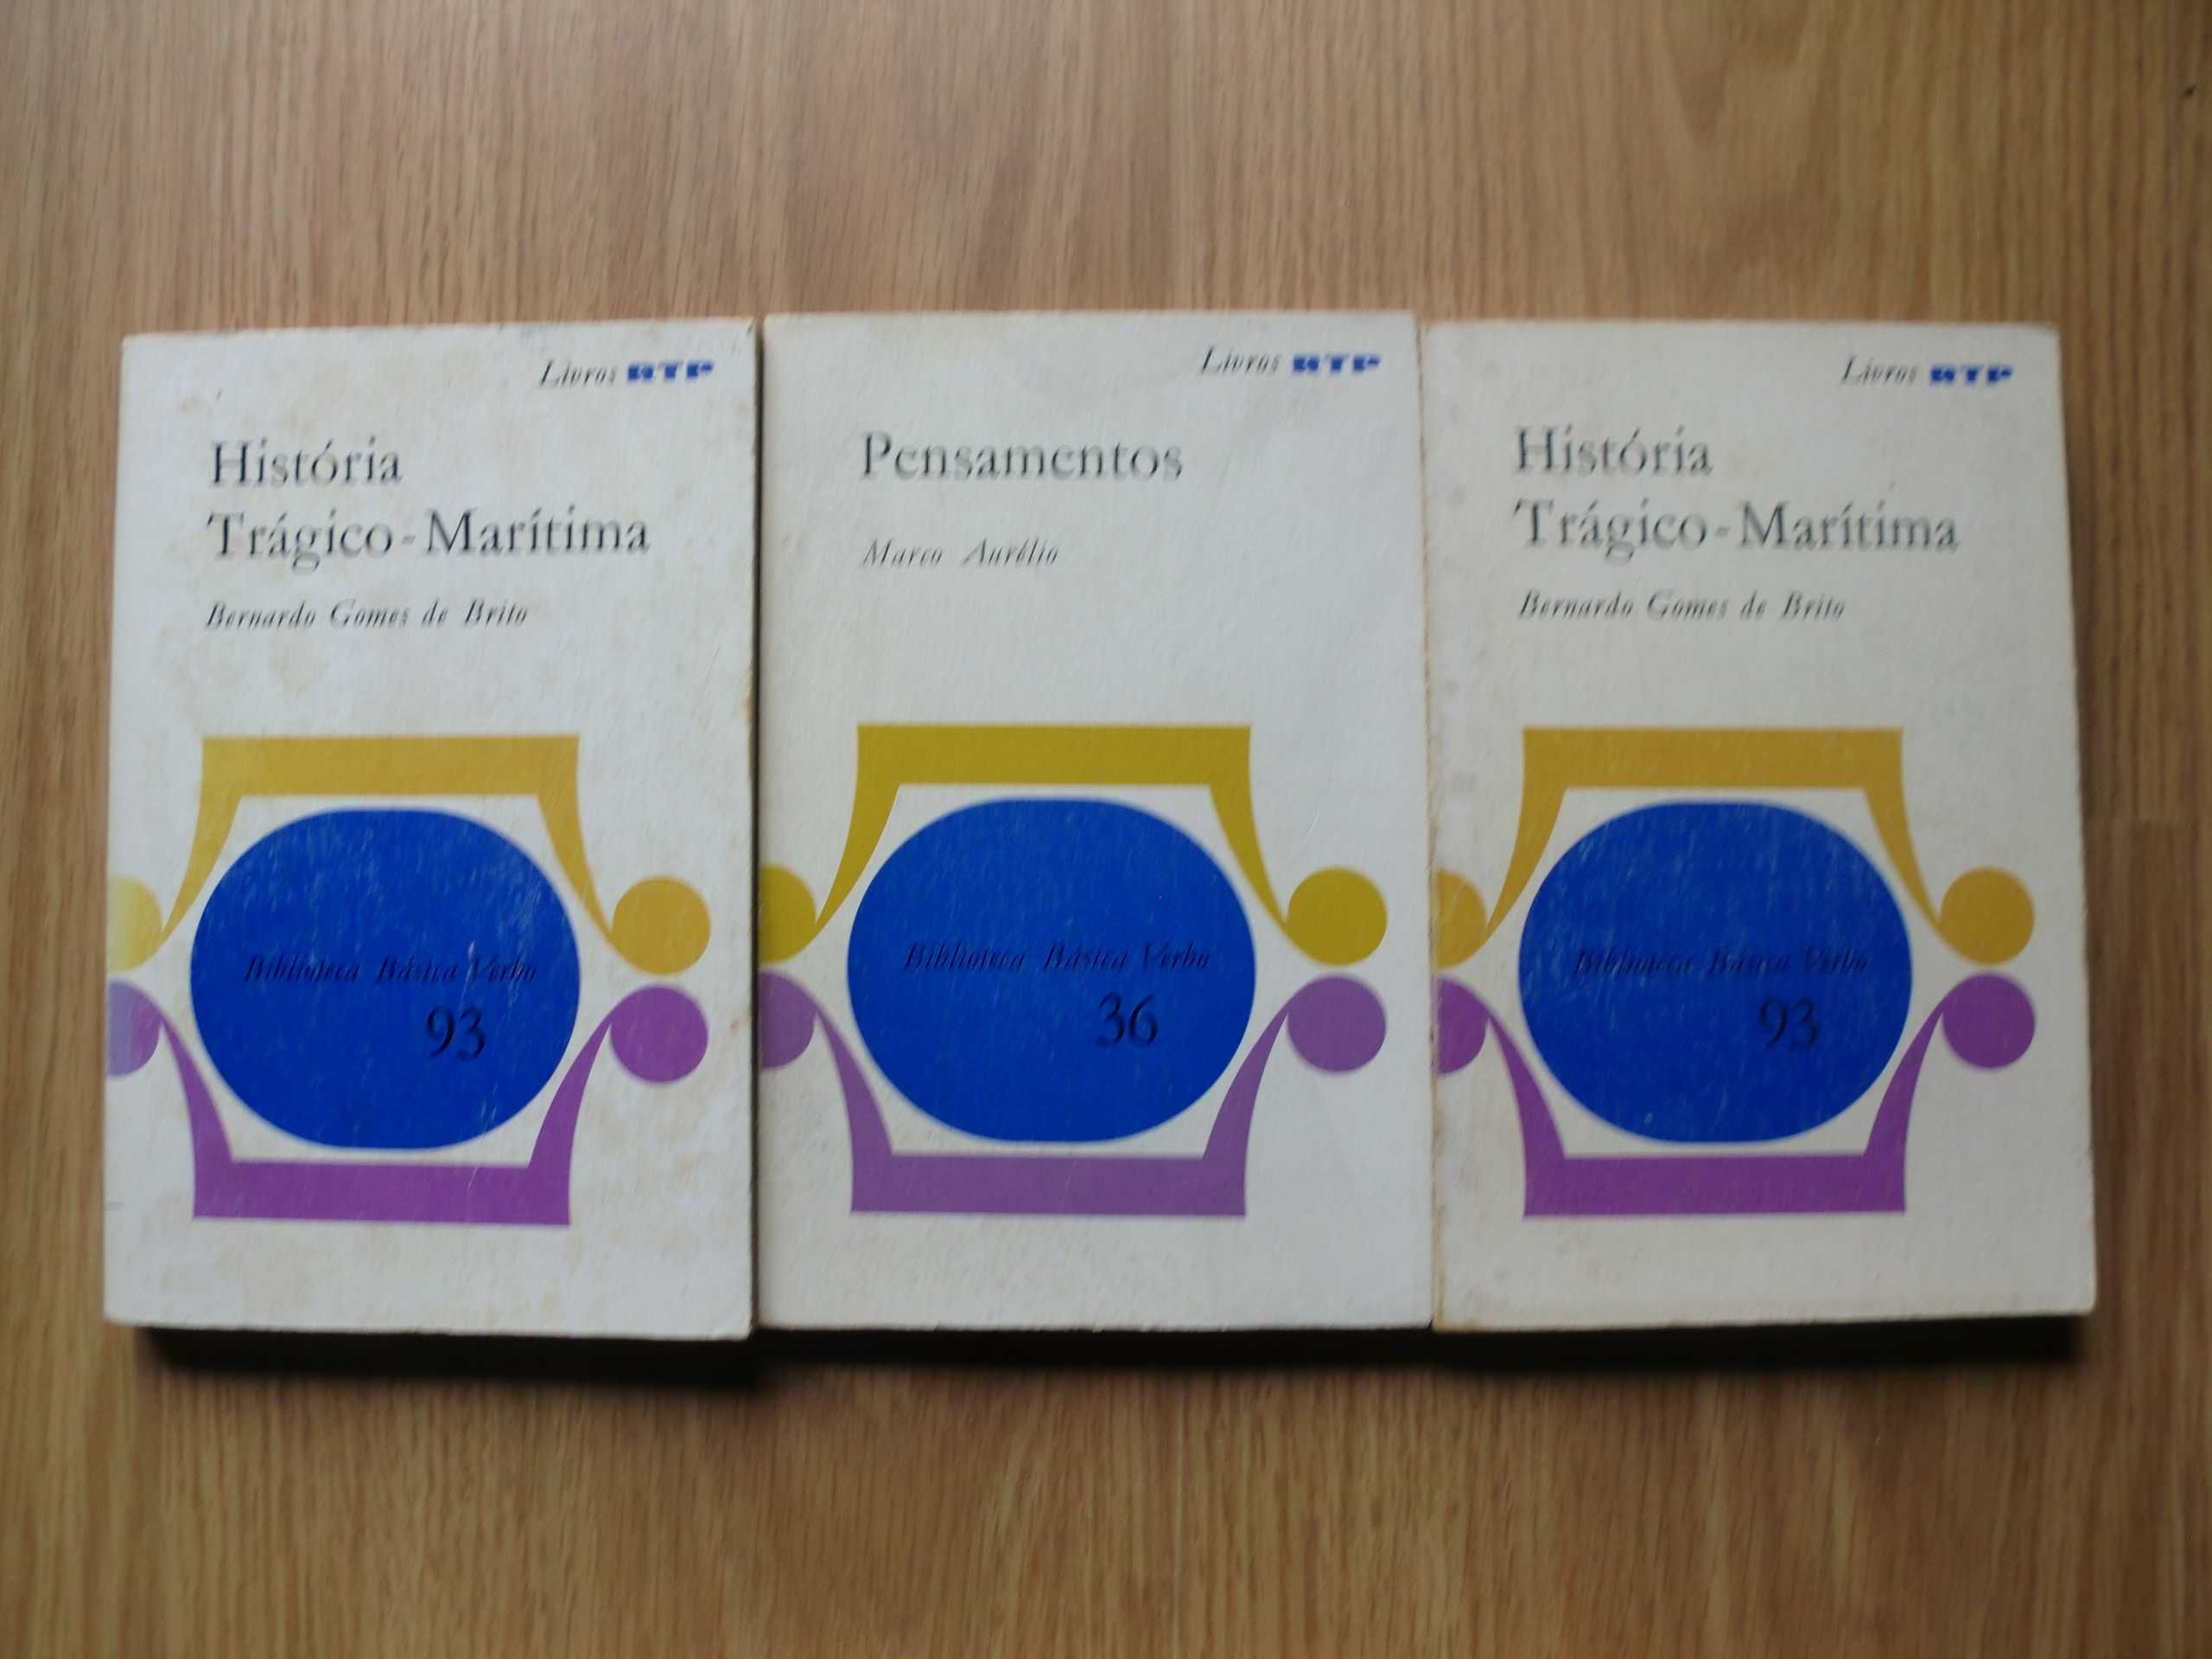 Livros RTP
História
Trágico-Marítima
Bernardo Gomes de Brito
Biblioteca Básica Verbo
93
Livros RTP
Pensamentos
Marco Aurélio
Biblioteca Básica Verbo
36
Livros RTP
História
Trágico-Marítima
Bernardo Gomes de Brito
Biblioteca Básica Verbo
93